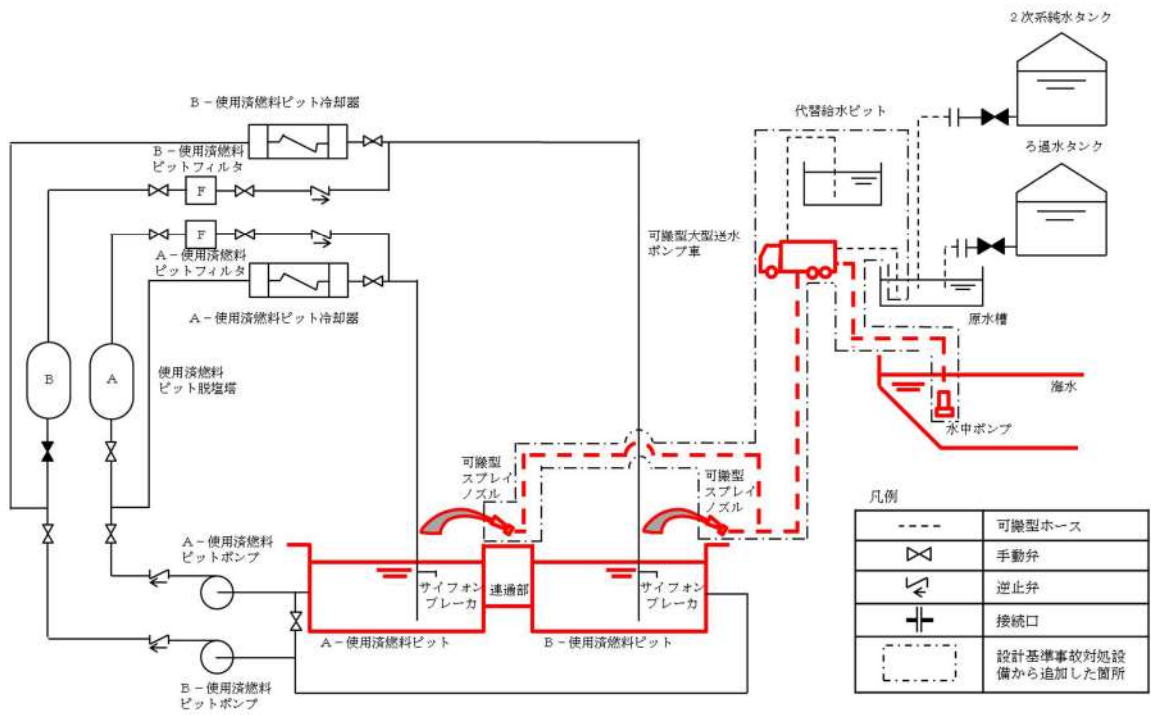 ２次系純水タンク
Ｂ－使用済燃料ピット冷却器
代替給水ピット
Ｂ－使用済燃料
ピットフィルタ
F
ろ過水タンク
F
Ａ－使用済燃料
ピットフィルタ
可搬型大型送水
ポンプ車
Ａ－使用済燃料ピット冷却器
原水槽
B
A
使用済燃料
ピット脱塩塔
海水
水中ポンプ
可搬型
スプレイ
ノズル
可搬型
スプレイ
ノズル
凡例
可搬型ホース
手動弁
逆止弁
接続口
設計基準事故対処設
備から追加した箇所
Ａ－使用済燃料
ピットポンプ
サイフォン
ブレーカ
連通部
サイフォン
ブレーカ
Ａ－使用済燃料ピット
Ｂ－使用済燃料ピット
Ｂ－使用済燃料
ピットポンプ